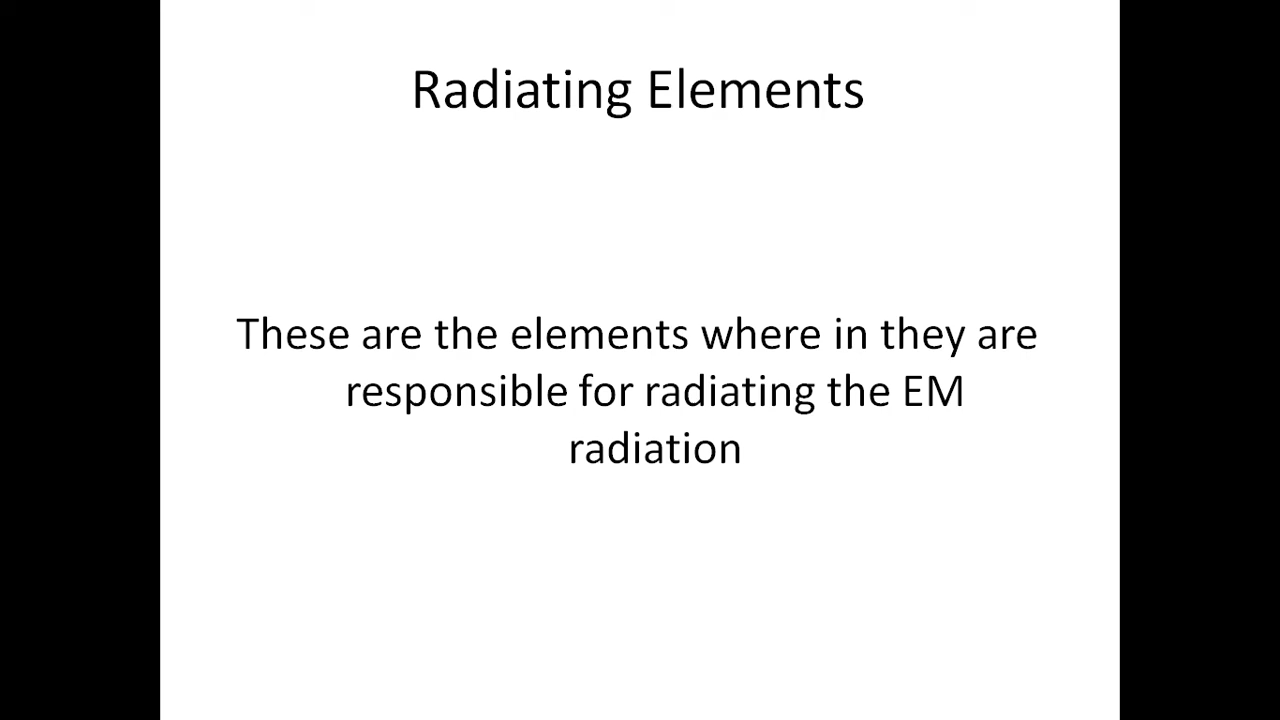 Radiating Elements
These are the elements where in they are
responsible for radiating the EM
radiation